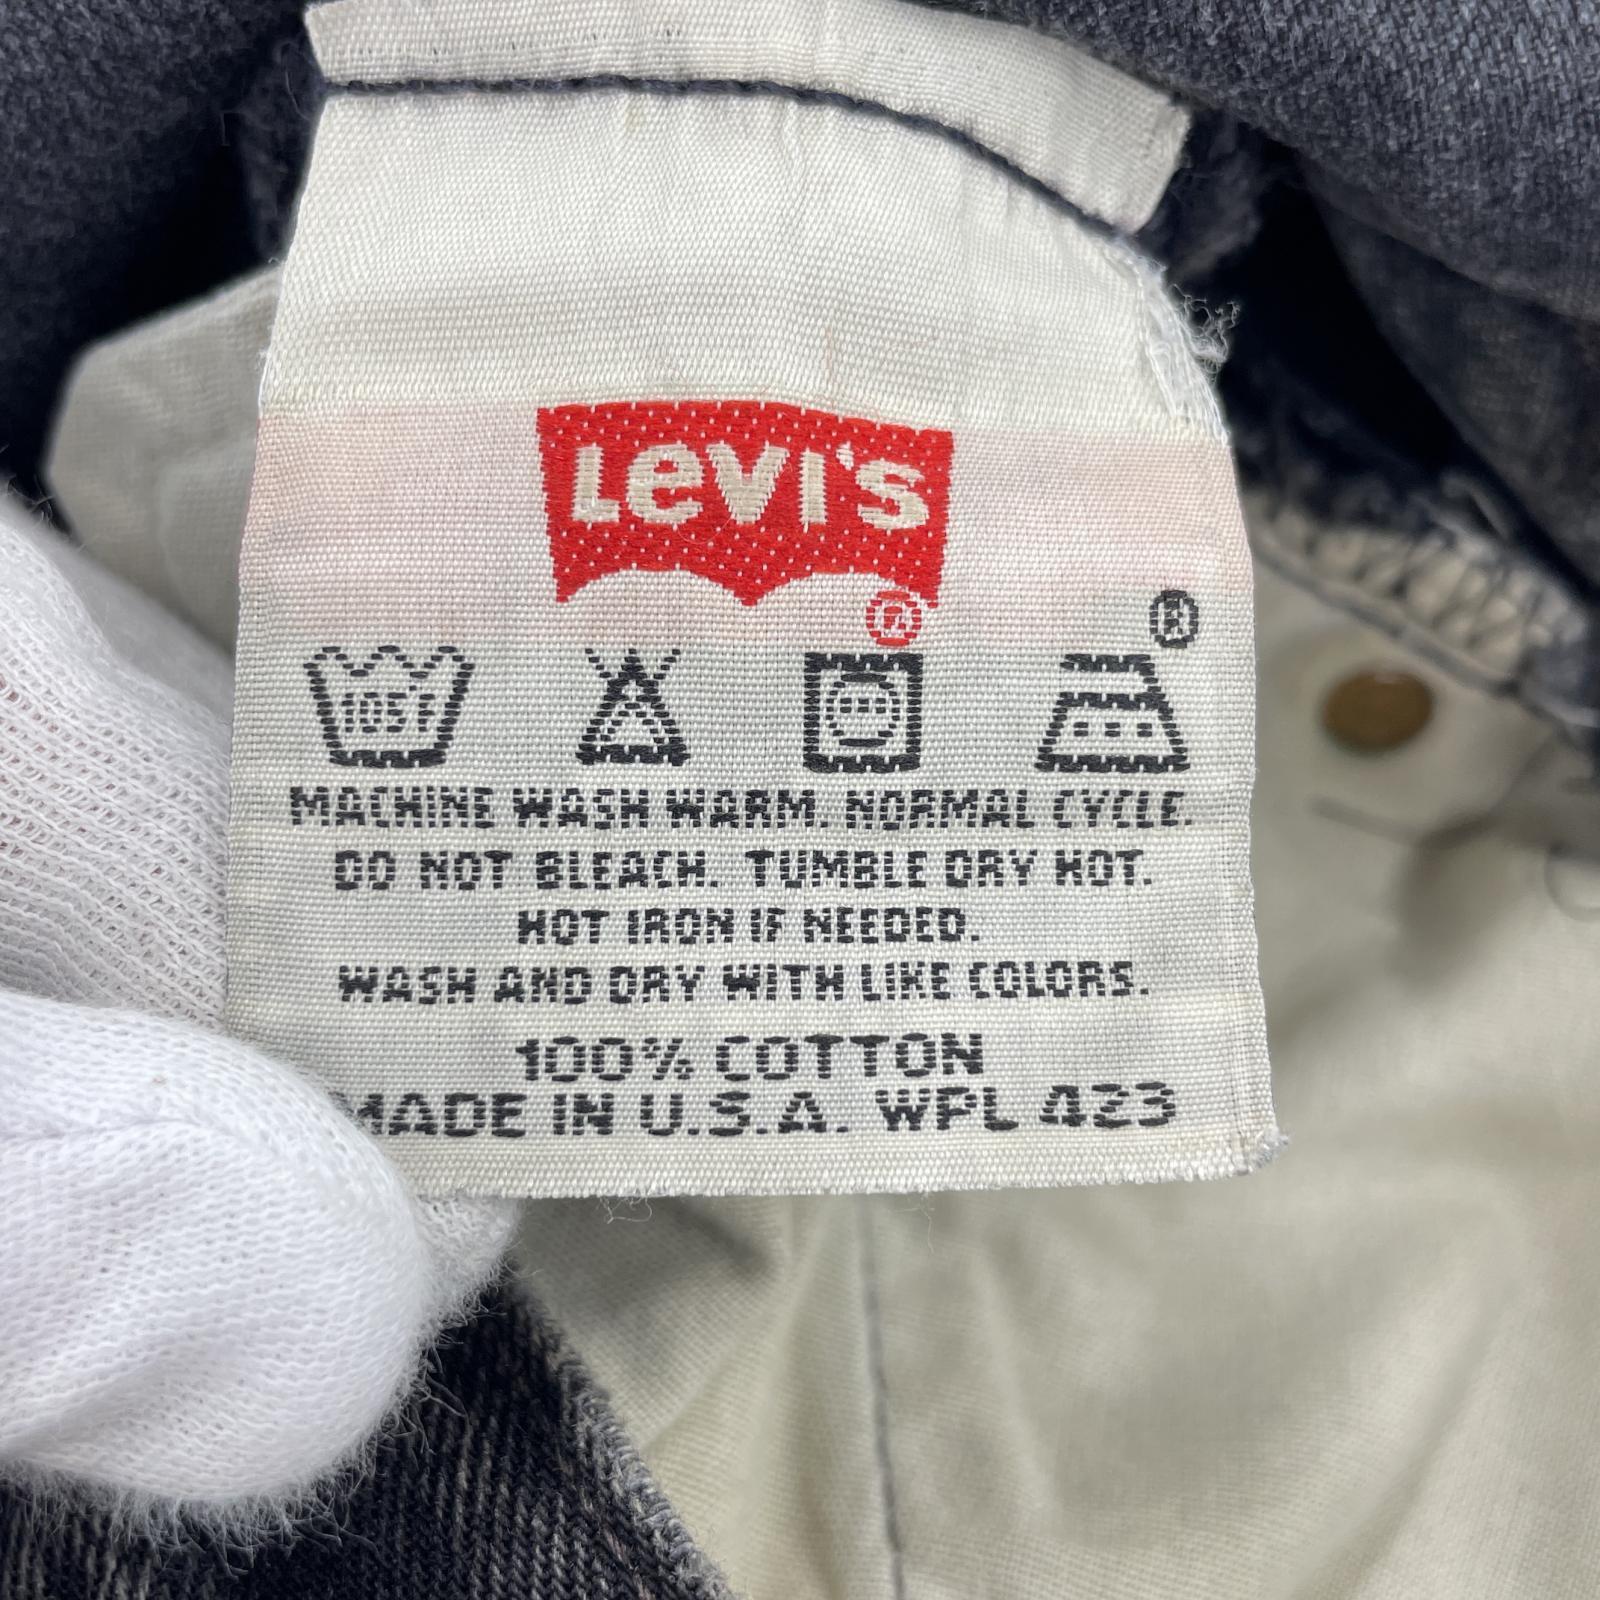 Levi's
®
®
105F
MACHINE WASH WARM. NORMAL CYCLE.
DO NOT BLEACH. TUMBLE DRY HOT.
HOT IRON IF NEEDED.
WASH AND DRY WITH LIKE COLORS.
100% COTTON
MADE IN U.S.A. WPL 423